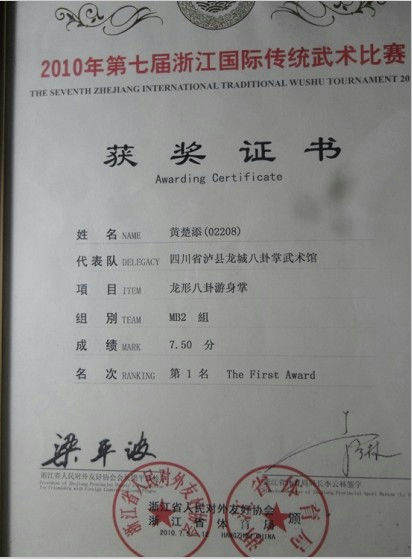 2010年第七届浙江国际传统武术比赛
THE SEVENTH ZHEJIANG INTERNATIONAL TRADITIONAL WUSHU TOURNAMENT 20
获奖证书
Awarding Certificate
姓名 NAME 黄楚添(02208)
代表队 DELEGACY 四川省泸县龙城八卦掌武术馆
项目 ITEM 龙形八卦游身掌
组别 TEAM MB2 組
成绩 MARK 7.50 分
名次 RANKING 第1名 The First Award
梁平波
浙江省人民对外友好协会
浙江省体育局 颁
HANGZHOU CHINA